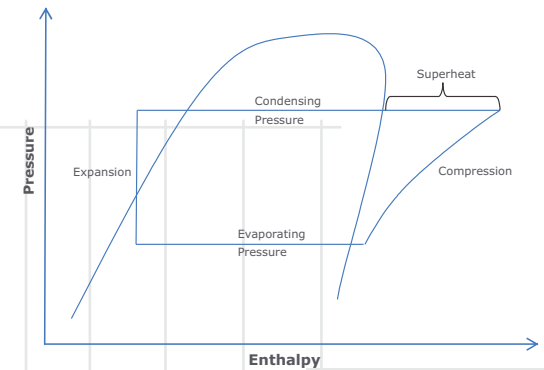 Superheat
Condensing
Pressure
Expansion
Compression
Pressure
Evaporating
Pressure
Enthalpy